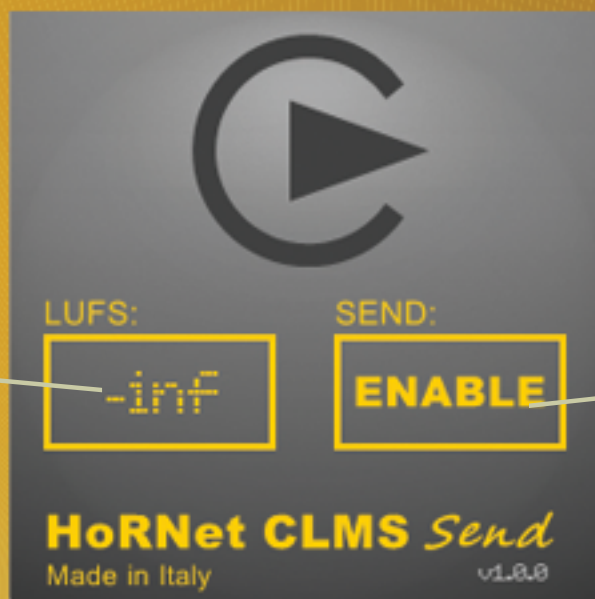 LUFS: SEND:
-inf ENABLE
HoRNet CLMS Send
Made in Italy v1.0.0